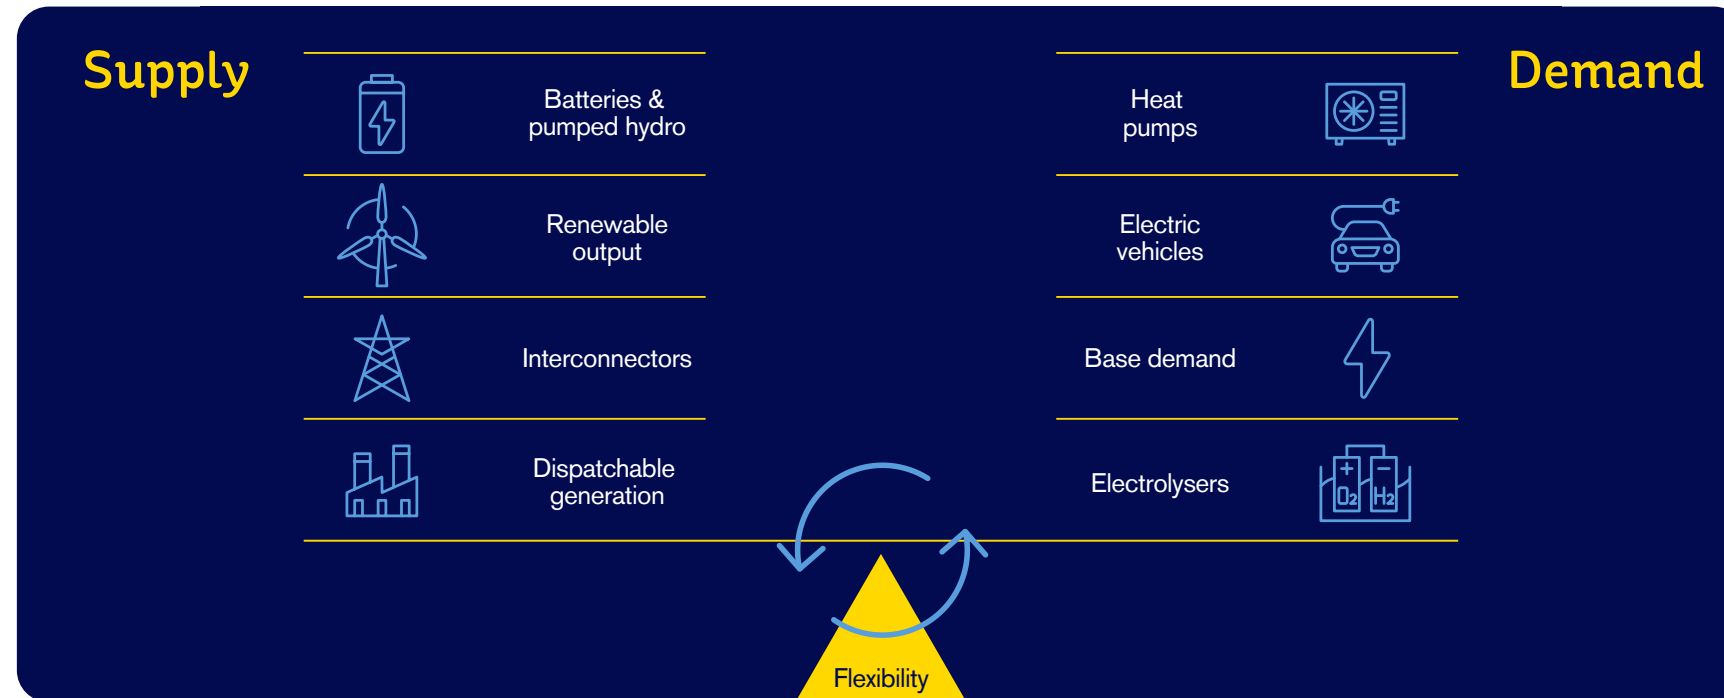 Supply
Batteries &
pumped hydro
Renewable
output
Interconnectors
Dispatchable
generation
Demand
Heat
pumps
Electric
vehicles
Base demand
Electrolysers
+
O2
−
H2
Flexibility